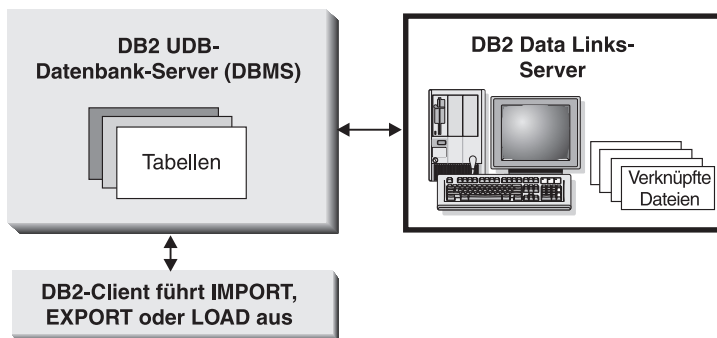 DB2 UDB-
Datenbank-Server (DBMS)
Tabellen
DB2 Data Links-
Server
Verknüpfte
Dateien
DB2-Client führt IMPORT,
EXPORT oder LOAD aus